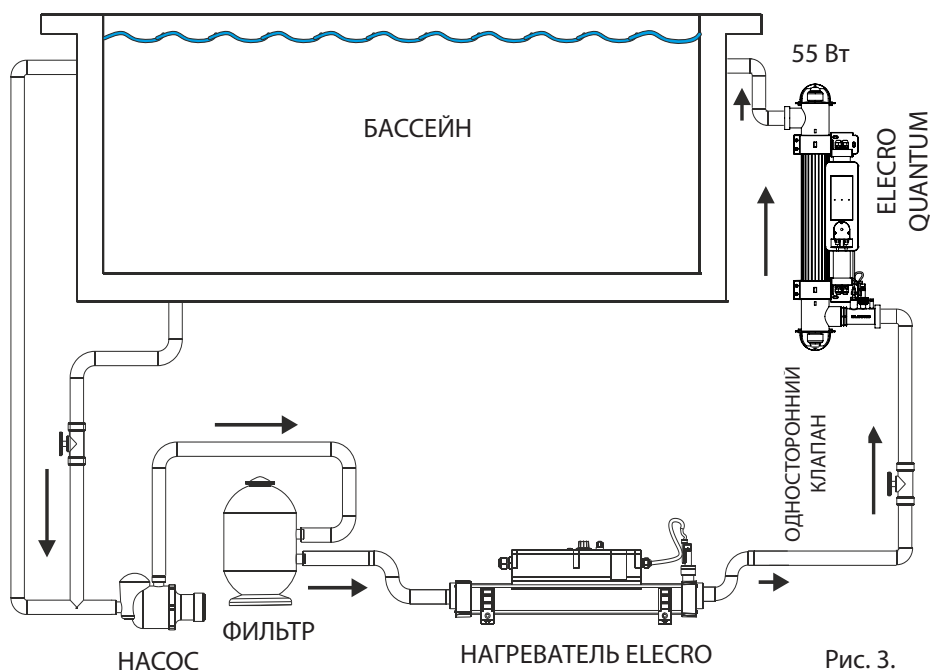 55 Вт
БАССЕЙН
ELECRO
QUANTUM
ОДНОСТОРОННИЙ
КЛАПАН
ФИЛЬТР
НАСОС
НАГРЕВАТЕЛЬ ELECRO
Рис. 3.